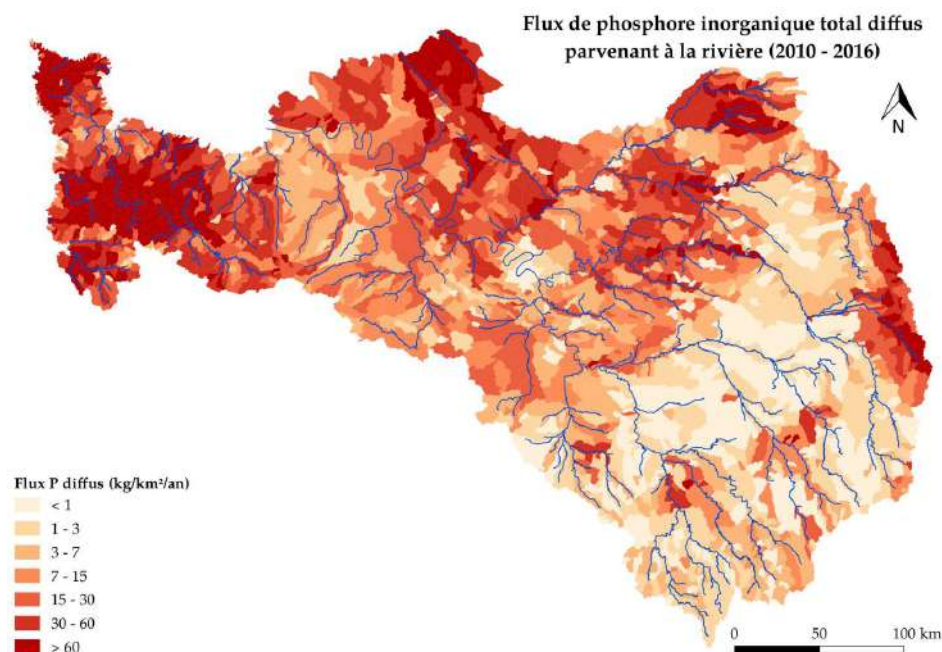 Flux de phosphore inorganique total diffus
parvenant à la rivière (2010 - 2016)
N
Flux P diffus (kg/km²/an)
< 1
1 - 3
3 - 7
7 - 15
15 - 30
30 - 60
> 60
0 50 100 km